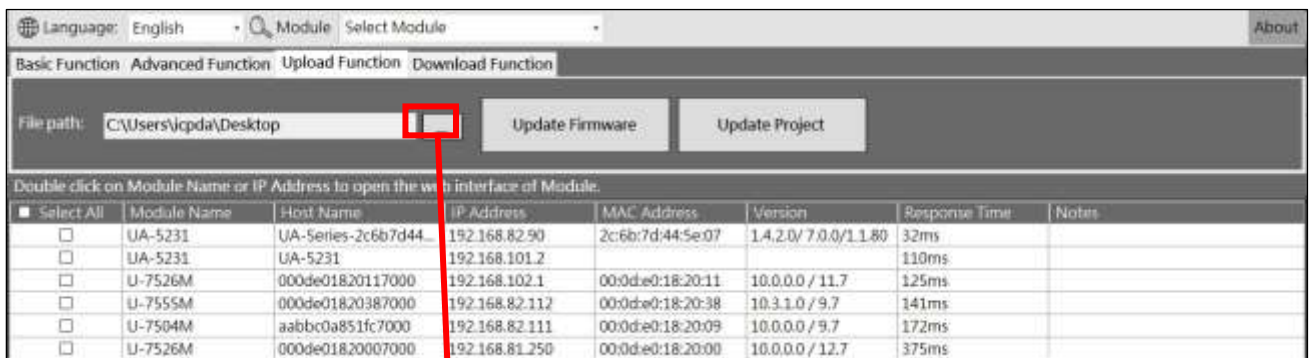 Language: English Module Select Module About
Basic Function Advanced Function Upload Function Download Function
File path: C:\Users\icpda\Desktop ... Update Firmware Update Project
Double click on Module Name or IP Address to open the web interface of Module.
Select All Module Name Host Name IP Address MAC Address Version Response Time Notes
UA-5231 UA-Series-2c6b7d44... 192.168.82.90 2c:6b:7d:44:5e:07 1.4.2.0/ 7.0.0/1.1.80 32ms
UA-5231 UA-5231 192.168.101.2 110ms
U-7526M 000de01820117000 192.168.102.1 00:0d:e0:18:20:11 10.0.0.0 / 11.7 125ms
U-7555M 000de01820387000 192.168.82.112 00:0d:e0:18:20:38 10.3.1.0 / 9.7 141ms
U-7504M aabbc0a851fc7000 192.168.82.111 00:0d:e0:18:20:09 10.0.0.0 / 9.7 172ms
U-7526M 000de01820007000 192.168.81.250 00:0d:e0:18:20:00 10.0.0.0 / 12.7 375ms